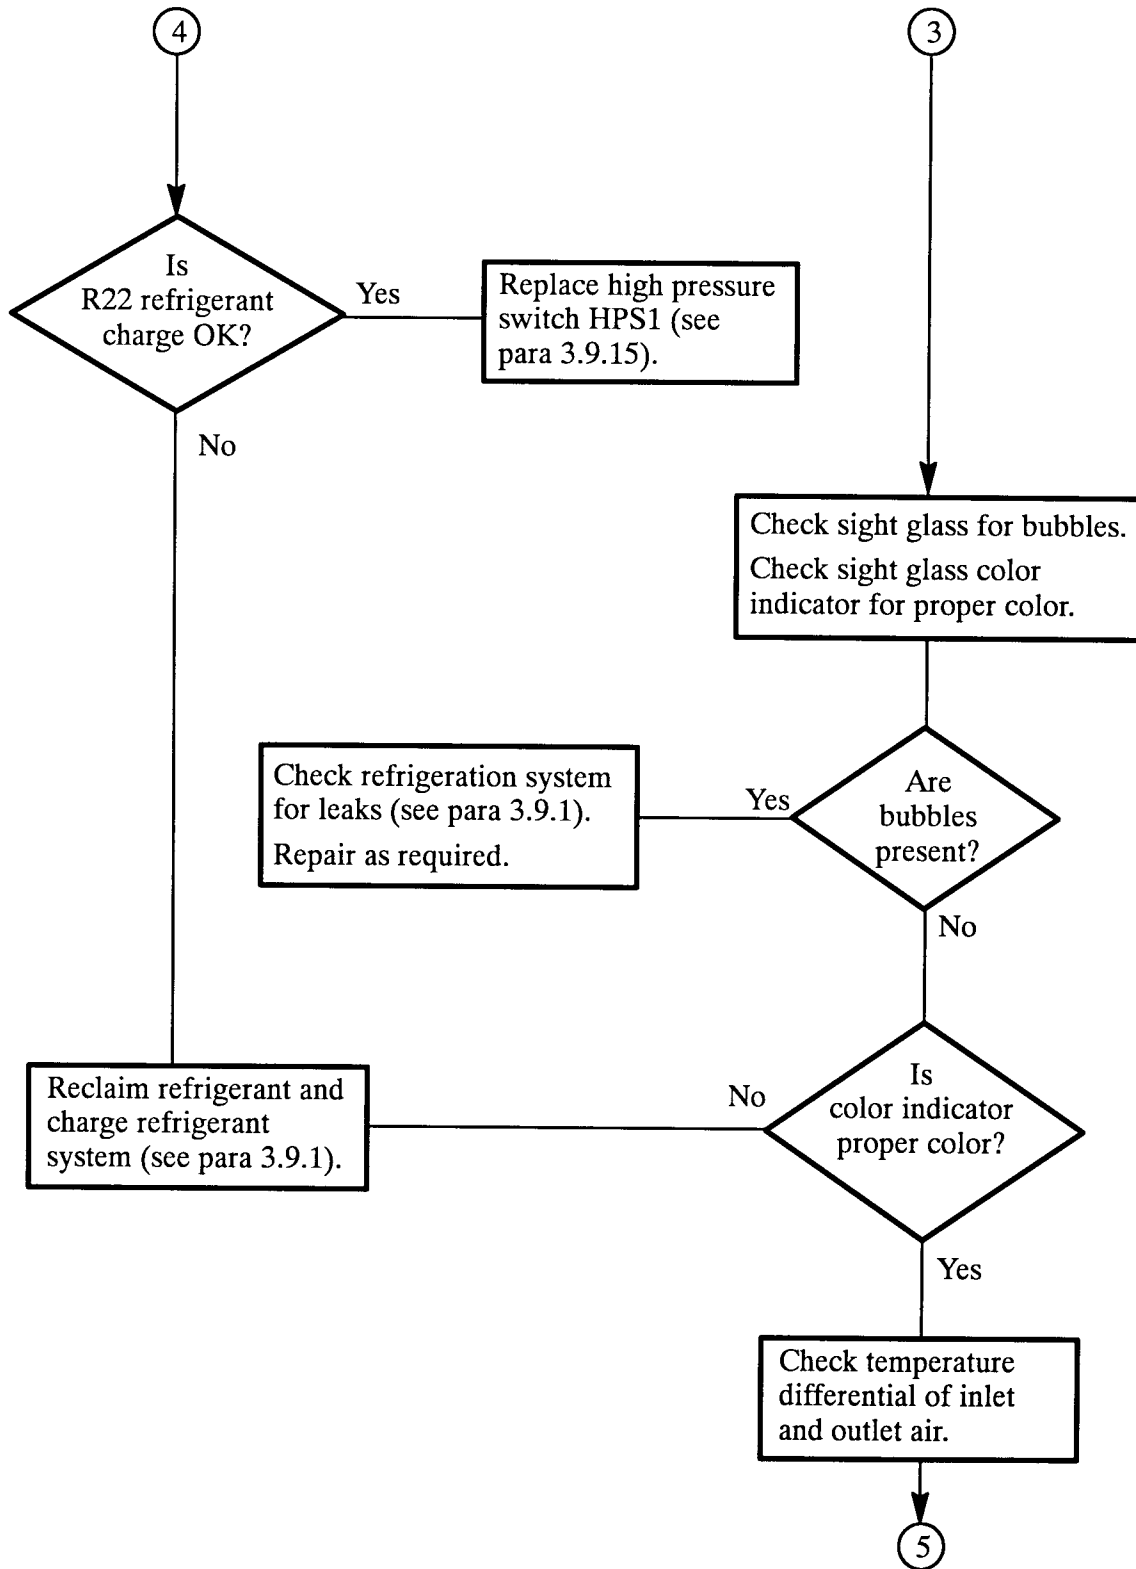 4
3
Is
R22 refrigerant
charge OK?
Yes
Replace high pressure
switch HPS1 (see
para 3.9.15).
No
Check sight glass for bubbles.
Check sight glass color
indicator for proper color.
Check refrigeration system
for leaks (see para 3.9.1).
Repair as required.
Yes
Are
bubbles
present?
No
Reclaim refrigerant and
charge refrigerant
system (see para 3.9.1).
No
Is
color indicator
proper color?
Yes
Check temperature
differential of inlet
and outlet air.
5